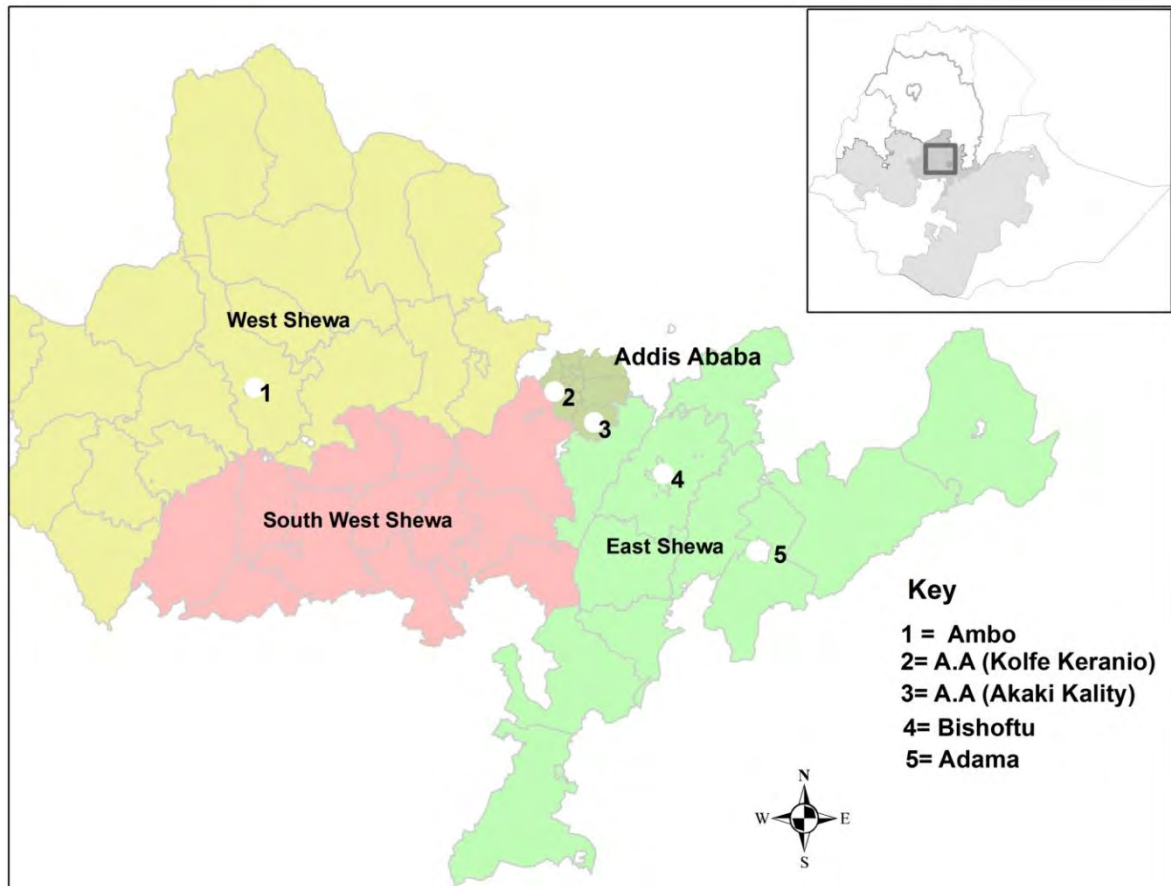 West Shewa
Addis Ababa
1
2
3
4
South West Shewa
East Shewa
5
Key
1 = Ambo
2= A.A (Kolfe Keranio)
3= A.A (Akaki Kality)
4= Bishoftu
5= Adama
N
W E
S